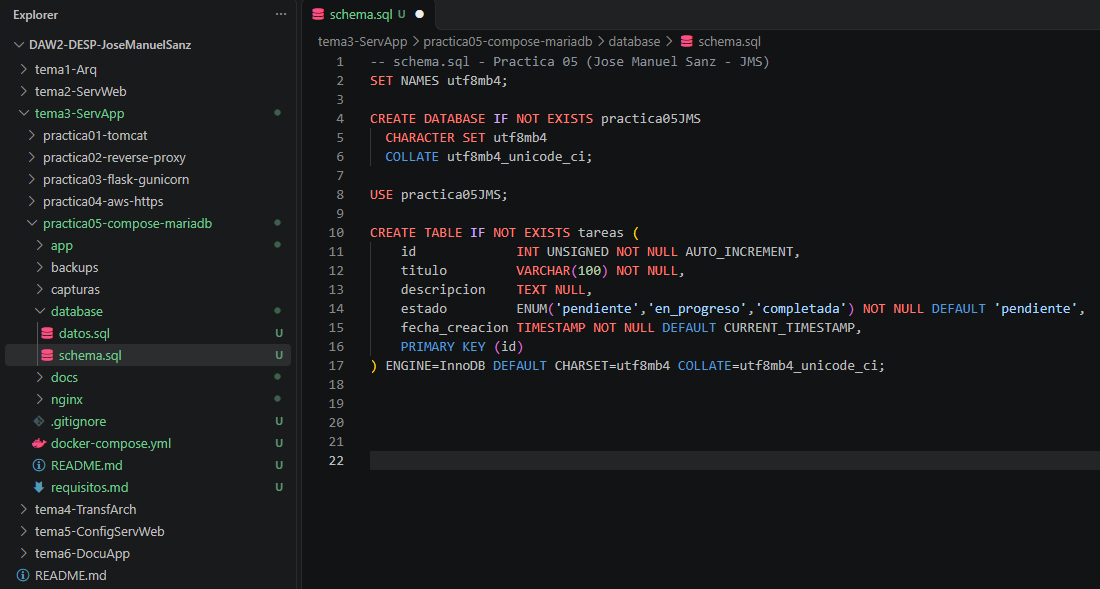 Explorer
···
DAW2-DESP-JoseManuelSanz
tema1-Arq
tema2-ServWeb
tema3-ServApp
practica01-tomcat
practica02-reverse-proxy
practica03-flask-gunicorn
practica04-aws-https
practica05-compose-mariadb
app
backups
capturas
database
datos.sql U
schema.sql U
docs
nginx
.gitignore U
docker-compose.yml U
README.md U
requisitos.md U
tema4-TransfArch
tema5-ConfigServWeb
tema6-DocuApp
README.md
schema.sql U
tema3-ServApp > practica05-compose-mariadb > database > schema.sql
1 -- schema.sql - Practica 05 (Jose Manuel Sanz - JMS)
2 SET NAMES utf8mb4;
3
4 CREATE DATABASE IF NOT EXISTS practica05JMS
5   CHARACTER SET utf8mb4
6   COLLATE utf8mb4_unicode_ci;
7
8 USE practica05JMS;
9
10 CREATE TABLE IF NOT EXISTS tareas (
11     id             INT UNSIGNED NOT NULL AUTO_INCREMENT,
12     titulo         VARCHAR(100) NOT NULL,
13     descripcion    TEXT NULL,
14     estado         ENUM('pendiente','en_progreso','completada') NOT NULL DEFAULT 'pendiente',
15     fecha_creacion TIMESTAMP NOT NULL DEFAULT CURRENT_TIMESTAMP,
16     PRIMARY KEY (id)
17 ) ENGINE=InnoDB DEFAULT CHARSET=utf8mb4 COLLATE=utf8mb4_unicode_ci;
18
19
20
21
22